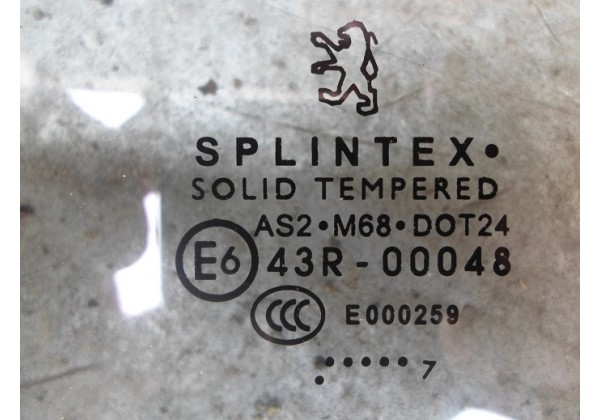 SPLINTEX•
SOLID TEMPERED
AS2•M68•DOT24
E6 43R-00048
CCC E000259
•••••• 7